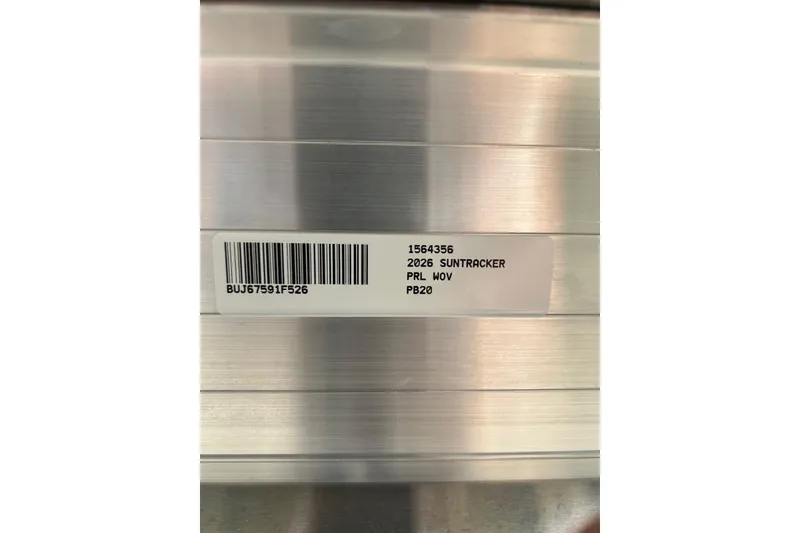 1564356
2026 SUNTRACKER
PRL WOV
PB20
BUJ67591F526